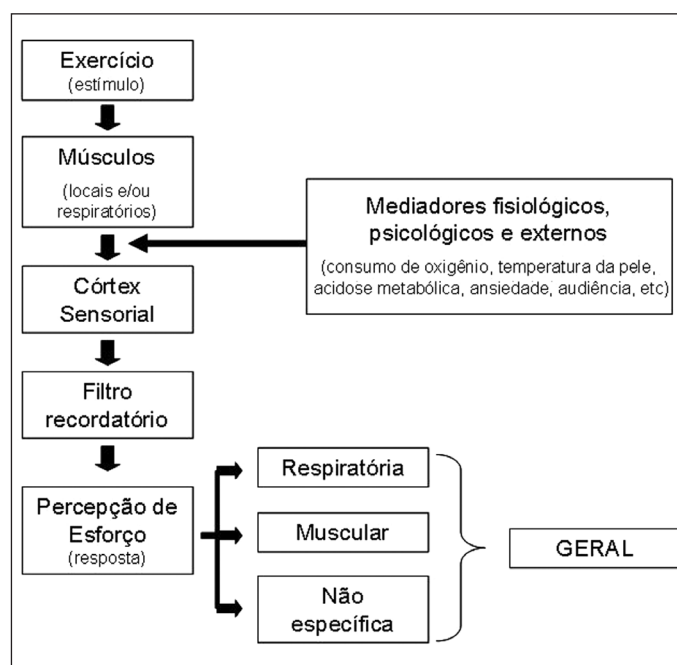 Exercício
(estímulo)
Músculos
(locais e/ou
respiratórios)
Mediadores fisiológicos,
psicológicos e externos
(consumo de oxigênio, temperatura da pele,
acidose metabólica, ansiedade, audiência, etc)
Córtex
Sensorial
Filtro
recordatório
Percepção de
Esforço
(resposta)
Respiratória
Muscular
Não
específica
GERAL